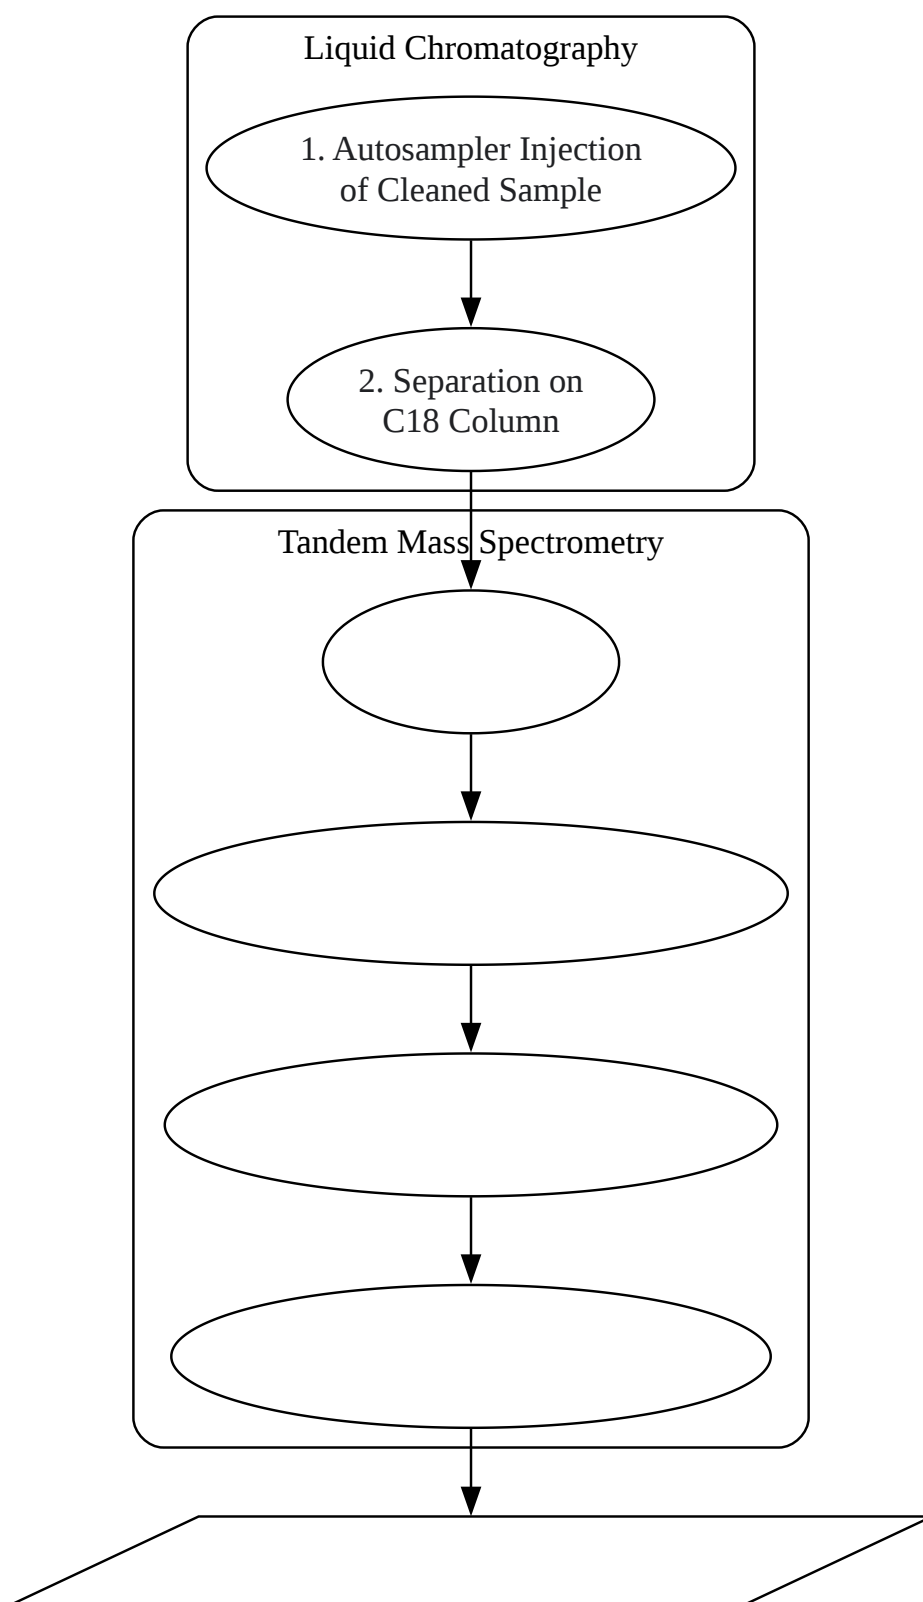 Liquid Chromatography
1. Autosampler Injection
of Cleaned Sample
2. Separation on
C18 Column
Tandem Mass Spectrometry